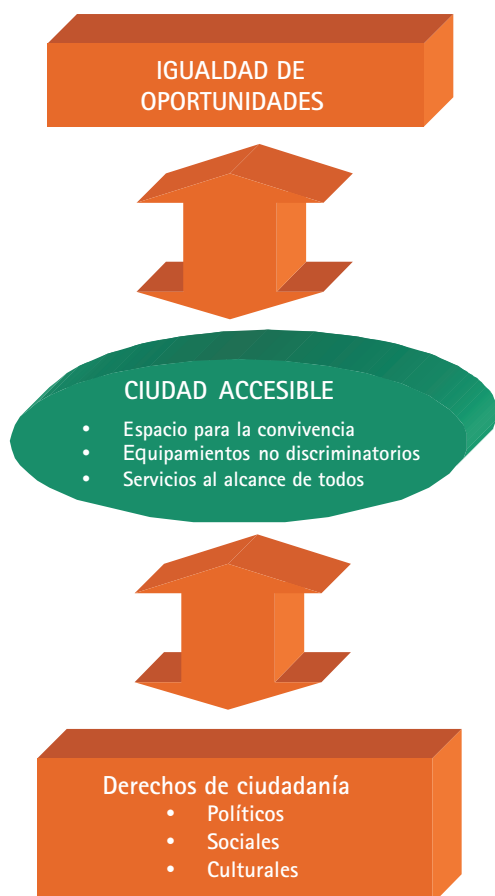 IGUALDAD DE
OPORTUNIDADES
CIUDAD ACCESIBLE
• Espacio para la convivencia
• Equipamientos no discriminatorios
• Servicios al alcance de todos
Derechos de ciudadanía
• Políticos
• Sociales
• Culturales